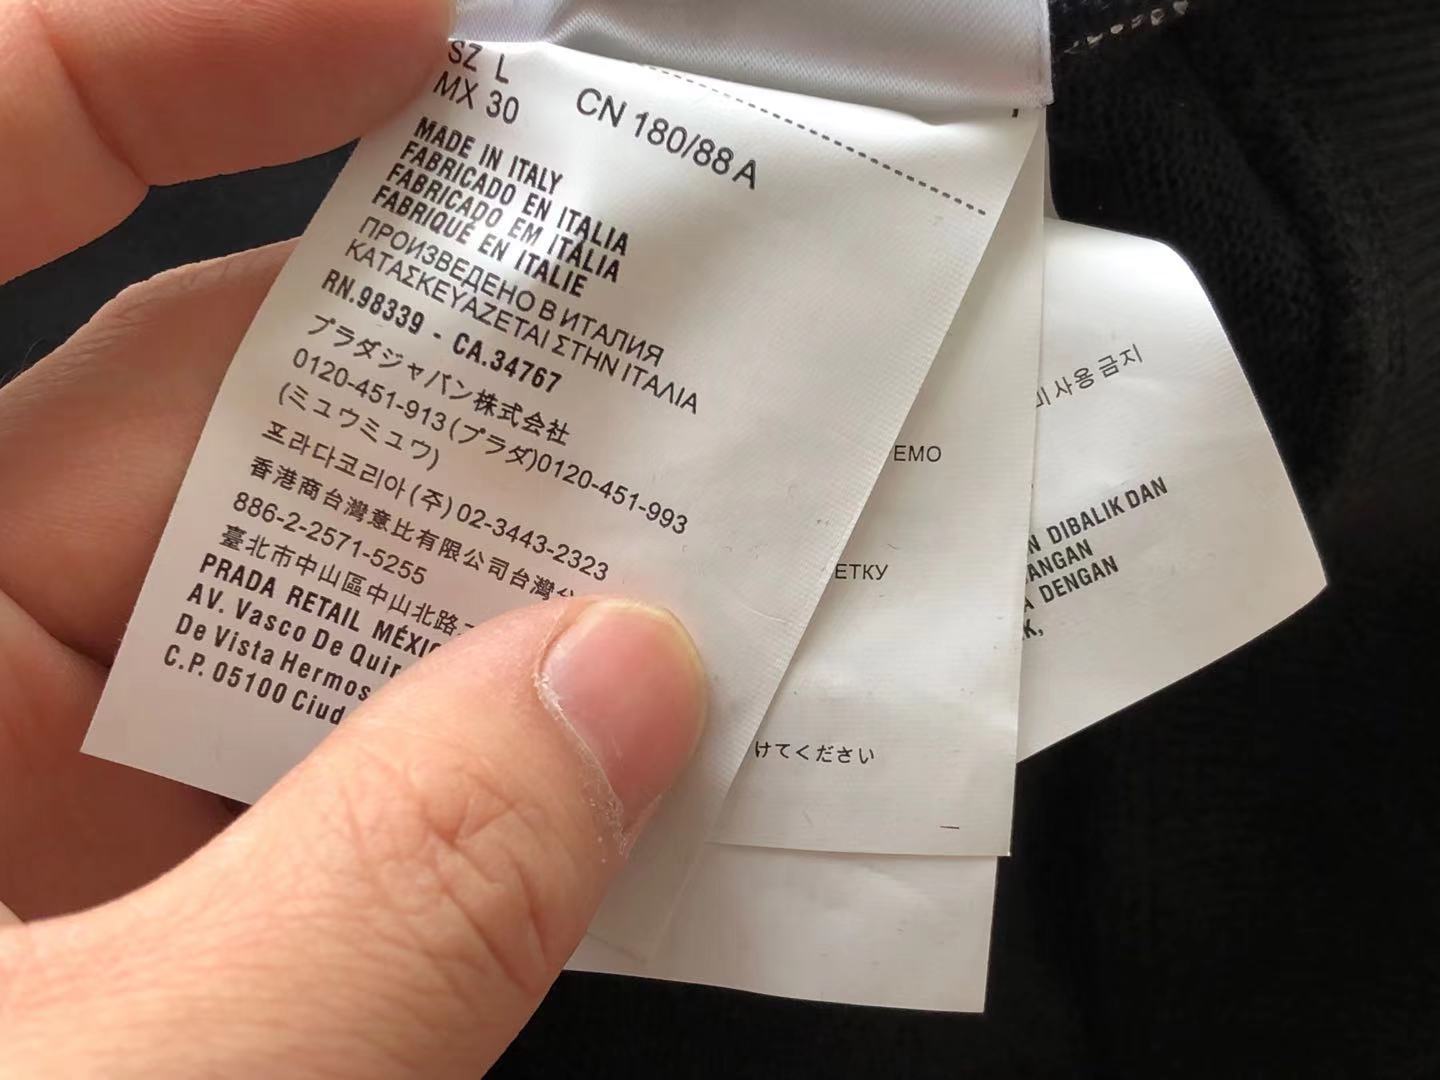 SZ L
MX 30
CN 180/88 A
MADE IN ITALY
FABRICADO EN ITALIA
FABRICADO EM ITÁLIA
FABRIQUÉ EN ITALIE
ПРОИЗВЕДЕНО В ИТАЛИЯ
ΚΑΤΑΣΚΕΥΑΖΕΤΑΙ ΣΤΗΝ ΙΤΑΛΙΑ
RN.98339 - CA.34767
プラダジャパン株式会社
0120-451-913(プラダ)0120-451-993
(ミュウミュウ)
프라다코리아(주)02-3443-2323
香港商台灣意比有限公司台灣
886-2-2571-5255
臺北市中山區中山北路
PRADA RETAIL MÉXIC
AV. Vasco De Quir
De Vista Hermos
C.P. 05100 Ciud
ЕМО
ЕТКУ
けてください
사용 금지
N DIBALIK DAN
ANGAN
A DENGAN
K,